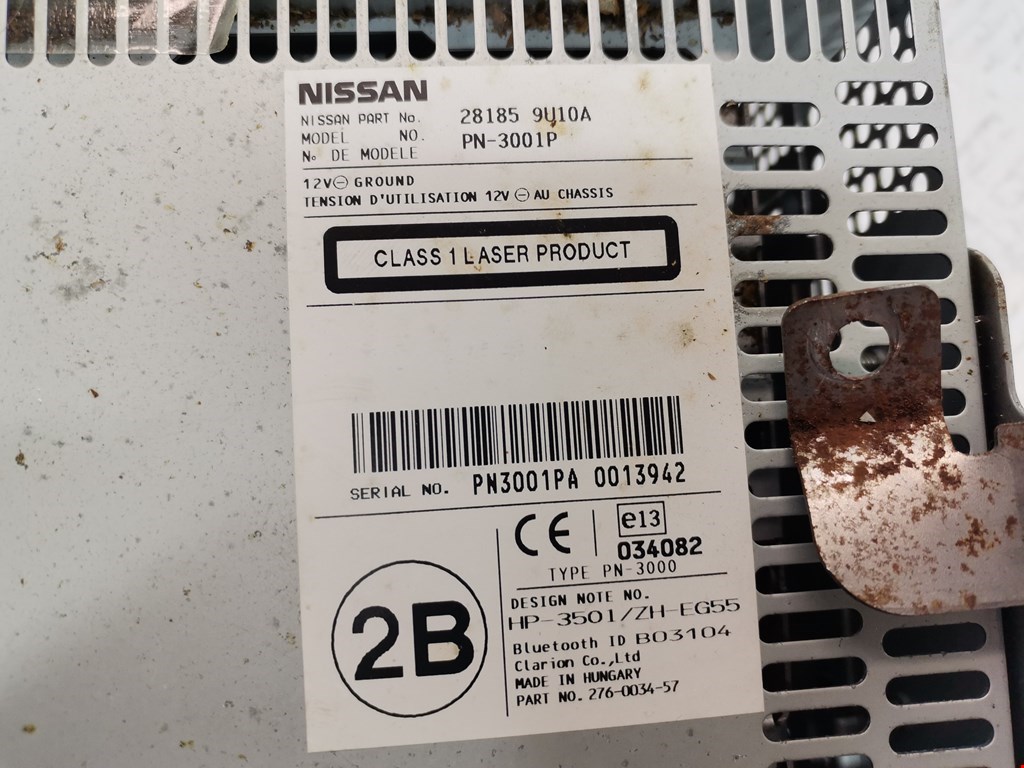 NISSAN
NISSAN PART No. 28185 9U10A
MODEL NO. PN-3001P
No DE MODELE
12V⊖ GROUND
TENSION D'UTILISATION 12V ⊖ AU CHASSIS
CLASS 1 LASER PRODUCT
SERIAL NO. PN3001PA 0013942
CE e13
034082
TYPE PN-3000
2B
DESIGN NOTE NO.
HP-3501/ZH-EG55
Bluetooth ID B03104
Clarion Co.,Ltd
MADE IN HUNGARY
PART NO. 276-0034-57